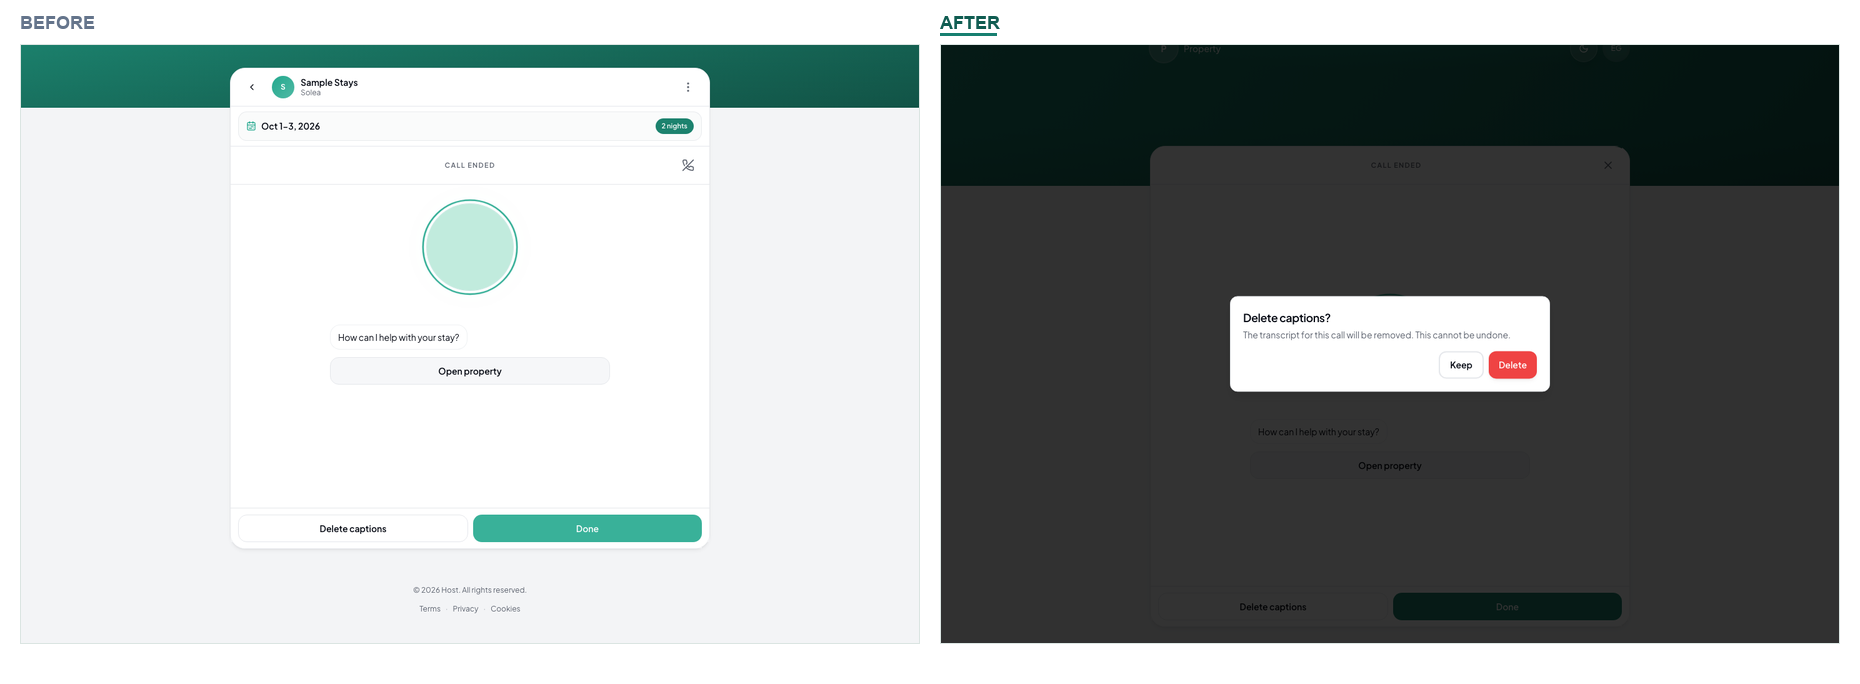 BEFORE
S
Sample Stays
Solea
Oct 1–3, 2026
2 nights
CALL ENDED
How can I help with your stay?
Open property
Delete captions
Done
© 2026 Host. All rights reserved.
Terms · Privacy · Cookies
AFTER
P
Property
EG
CALL ENDED
Delete captions?
The transcript for this call will be removed. This cannot be undone.
Keep
Delete
How can I help with your stay?
Open property
Delete captions
Done